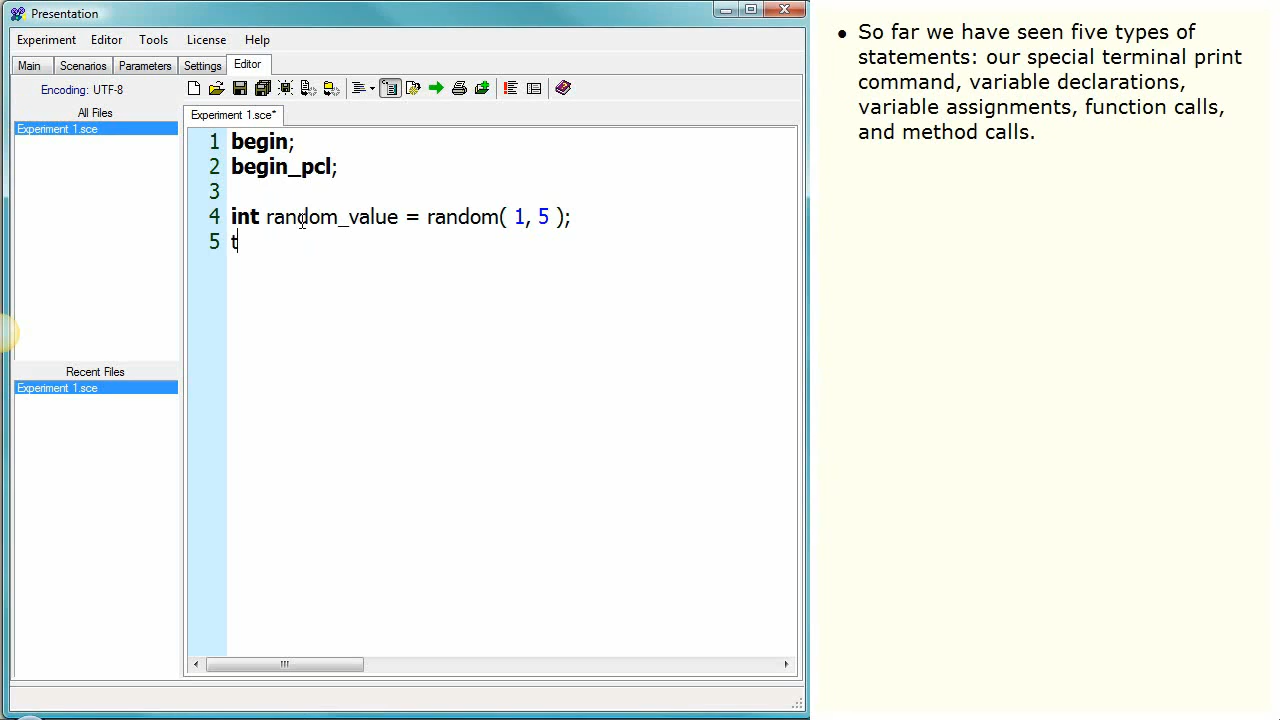 Presentation
Experiment Editor Tools License Help
Main Scenarios Parameters Settings Editor
Encoding: UTF-8
All Files
Experiment 1.sce
Experiment 1.sce*
1 begin;
2 begin_pcl;
3
4 int random_value = random( 1, 5 );
5 t
Recent Files
Experiment 1.sce
• So far we have seen five types of
statements: our special terminal print
command, variable declarations,
variable assignments, function calls,
and method calls.